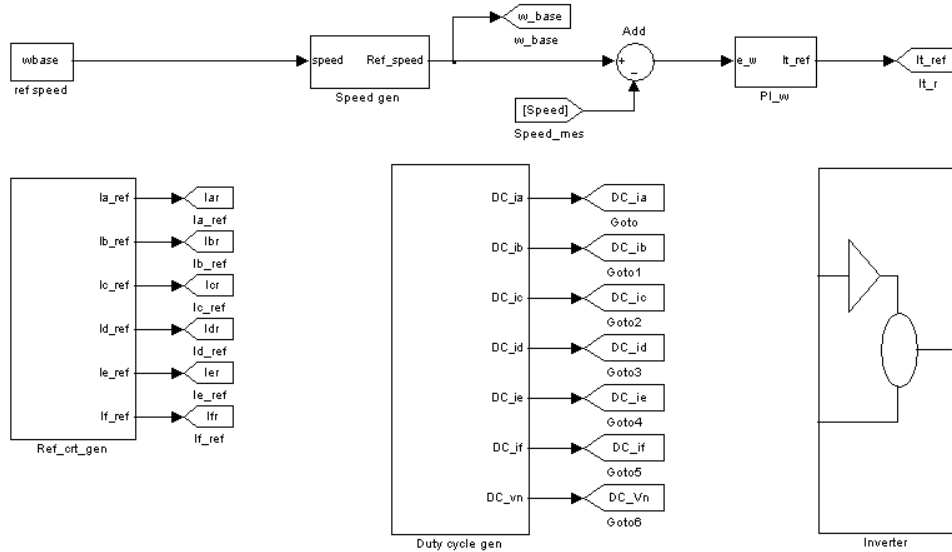 w_base
w_base
Add
wbase
ref speed
speed
Ref_speed
Speed gen
+
−
e_w
It_ref
PI_w
It_ref
It_r
[Speed]
Speed_mes
Ia_ref
Iar
Ia_ref
Ib_ref
Ibr
Ib_ref
Ic_ref
Icr
Ic_ref
Id_ref
Idr
Id_ref
Ie_ref
Ier
Ie_ref
If_ref
Ifr
If_ref
Ref_crt_gen
DC_ia
DC_ia
Goto
DC_ib
DC_ib
Goto1
DC_ic
DC_ic
Goto2
DC_id
DC_id
Goto3
DC_ie
DC_ie
Goto4
DC_if
DC_if
Goto5
DC_vn
DC_Vn
Goto6
Duty cycle gen
Inverter